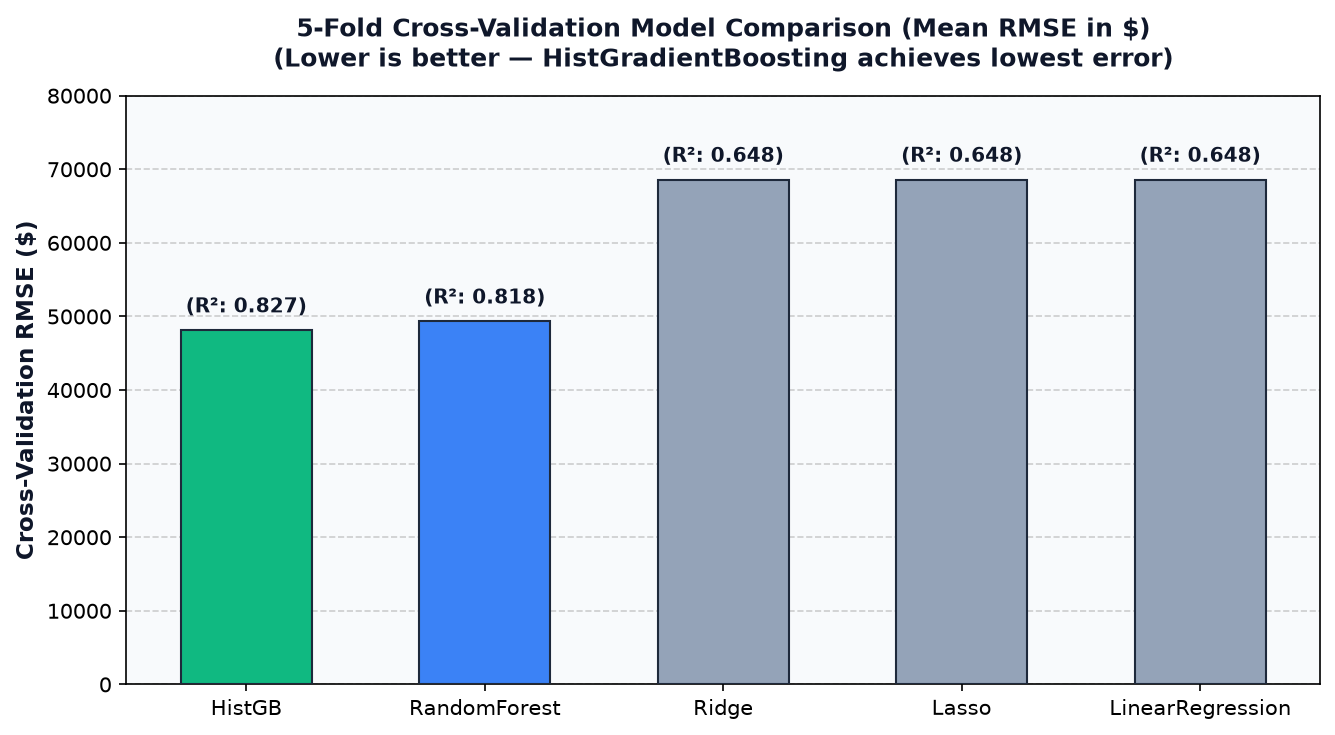 5-Fold Cross-Validation Model Comparison (Mean RMSE in $)
(Lower is better — HistGradientBoosting achieves lowest error)
Cross-Validation RMSE ($)
80000
70000
60000
50000
40000
30000
20000
10000
0
(R²: 0.827)
(R²: 0.818)
(R²: 0.648)
(R²: 0.648)
(R²: 0.648)
HistGB
RandomForest
Ridge
Lasso
LinearRegression